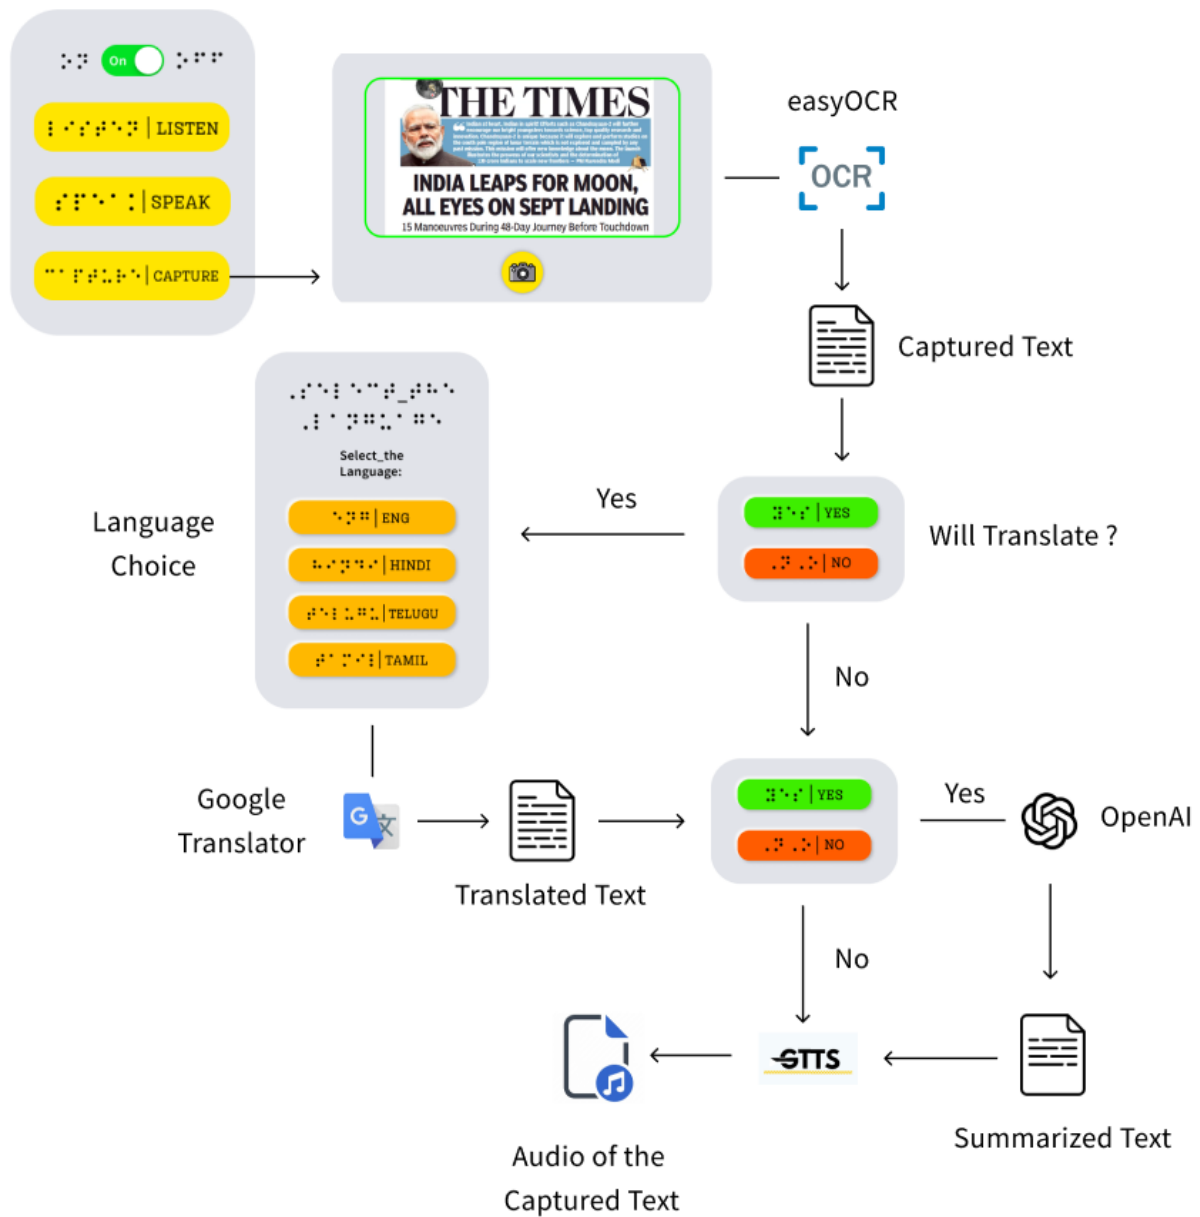 ⠕⠝ On ⠕⠋⠋
⠇⠊⠎⠞⠑⠝|LISTEN
⠎⠏⠑⠁⠅|SPEAK
⠉⠁⠏⠞⠥⠗⠑|CAPTURE
THE TIMES
INDIA LEAPS FOR MOON,
ALL EYES ON SEPT LANDING
15 Manoeuvres During 48-Day Journey Before Touchdown
easyOCR
OCR
Captured Text
⠠⠎⠑⠇⠑⠉⠞_⠞⠓⠑
⠠⠇⠁⠝⠛⠥⠁⠛⠑
Select_the
Language:
⠑⠝⠛|ENG
⠓⠊⠝⠙⠊|HINDI
⠞⠑⠇⠥⠛⠥|TELUGU
⠞⠁⠍⠊⠇|TAMIL
Language
Choice
Yes
⠽⠑⠎|YES
⠠⠝⠠⠕|NO
Will Translate ?
No
Google
Translator
G 文
Translated Text
⠽⠑⠎|YES
⠠⠝⠠⠕|NO
Yes
OpenAI
No
GTTS
Summarized Text
Audio of the
Captured Text